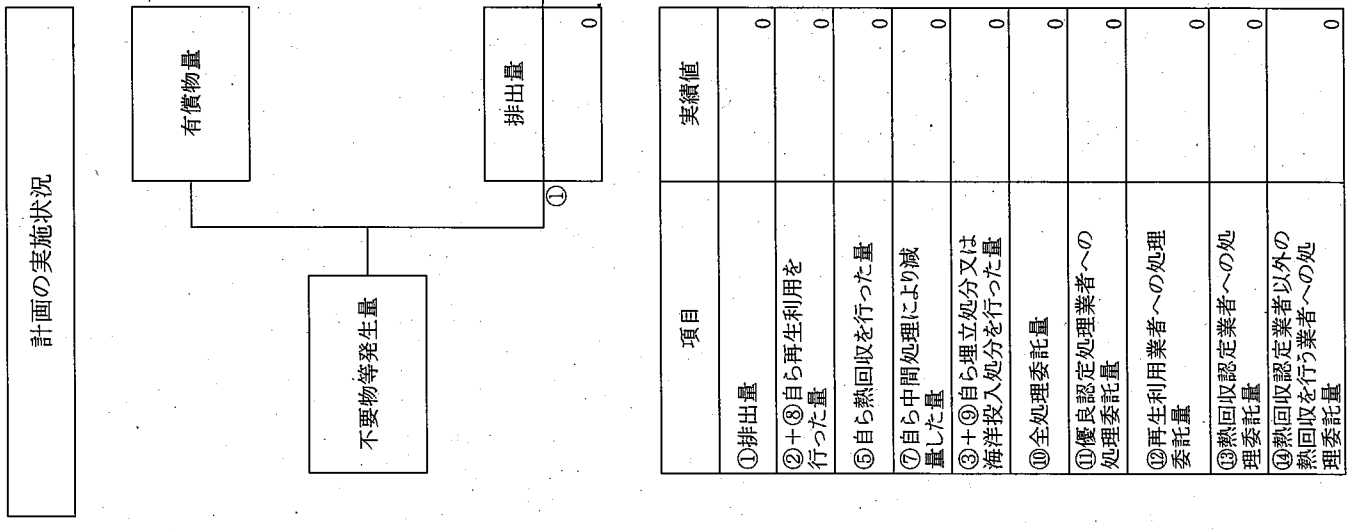 計画の実施状況
有償物量
不要物等発生量
排出量
①
0
項目
実績値
①排出量
0
②+⑧自ら再生利用を
行った量
0
⑤自ら熱回収を行った量
0
⑦自ら中間処理により減
量した量
0
③+⑨自ら埋立処分又は
海洋投入処分を行った量
0
⑩全処理委託量
0
⑪優良認定処理業者への
処理委託量
0
⑫再生利用業者への処理
委託量
0
⑬熱回収認定業者への処
理委託量
0
⑭熱回収認定業者以外の
熱回収を行う業者への処
理委託量
0